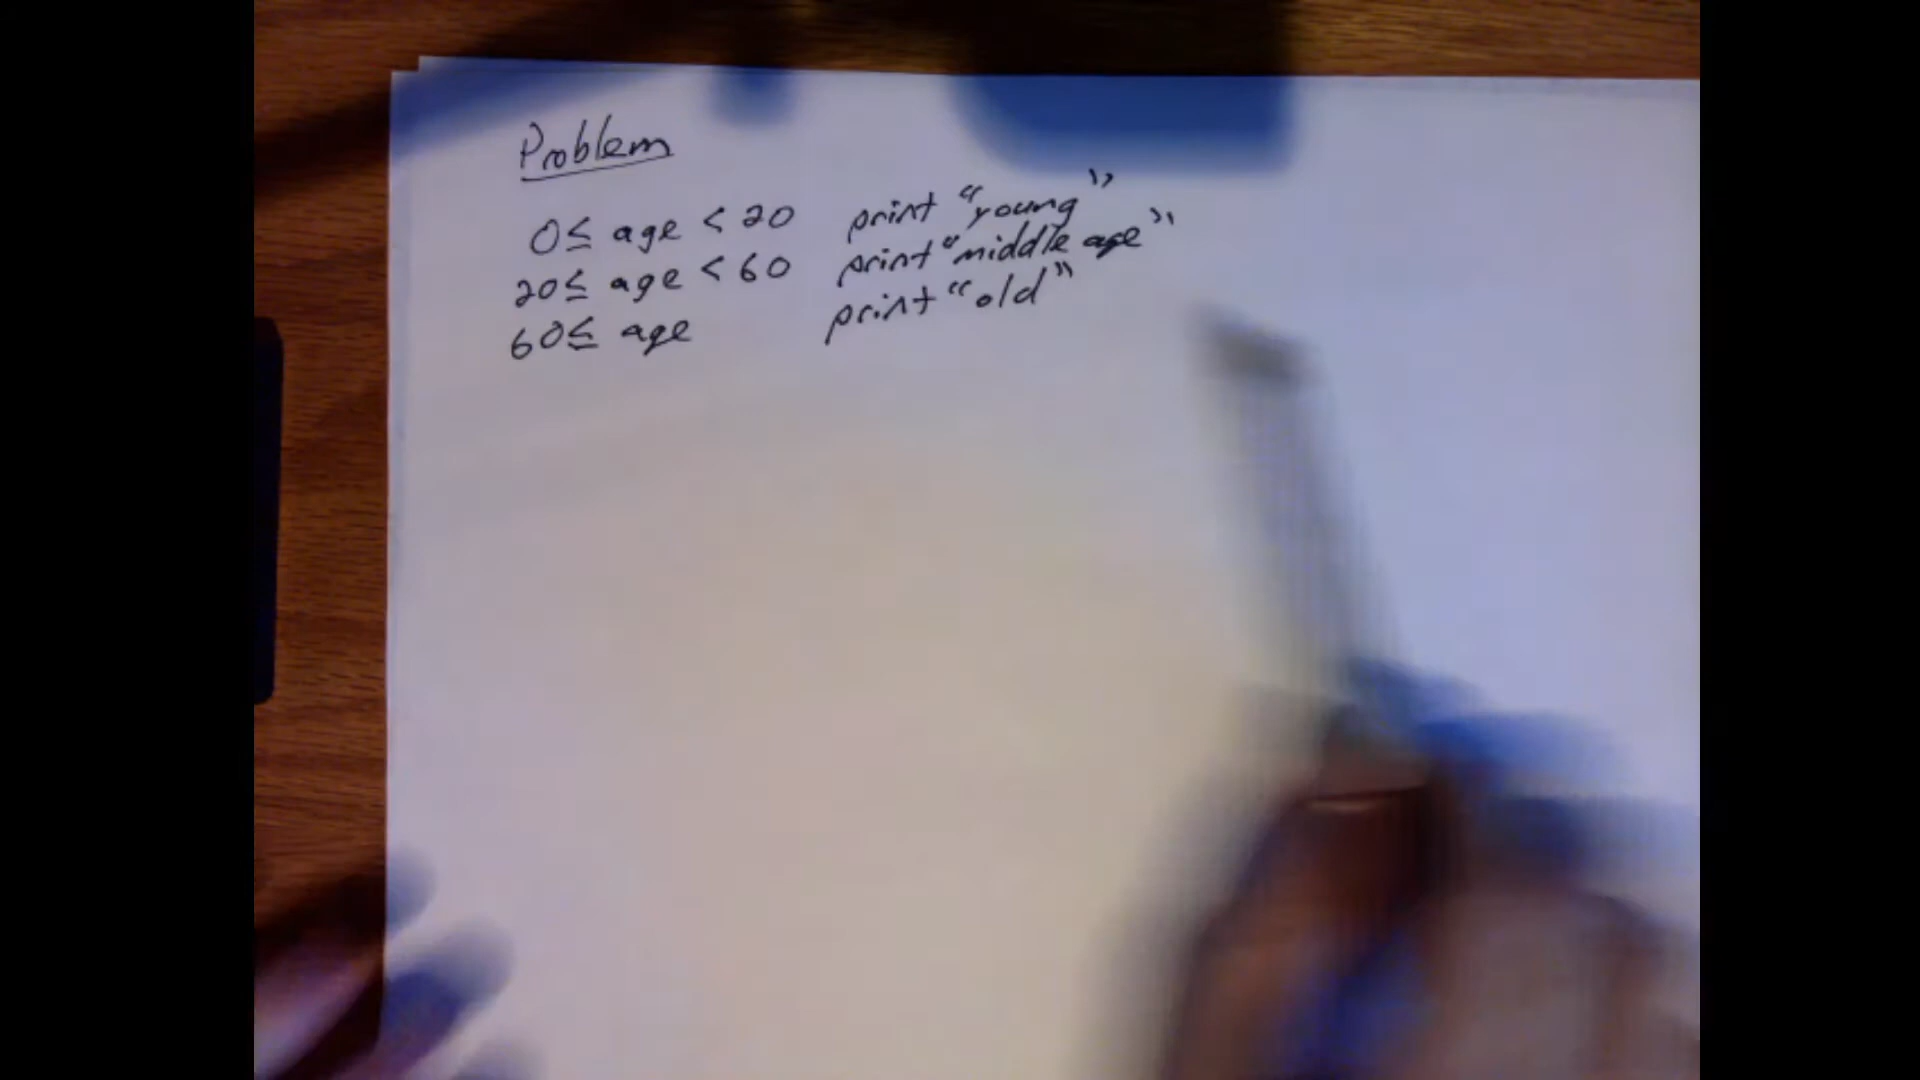 Problem
0≤ age < 20 print “young”
20≤ age < 60 print “middle age”
60≤ age print “old”